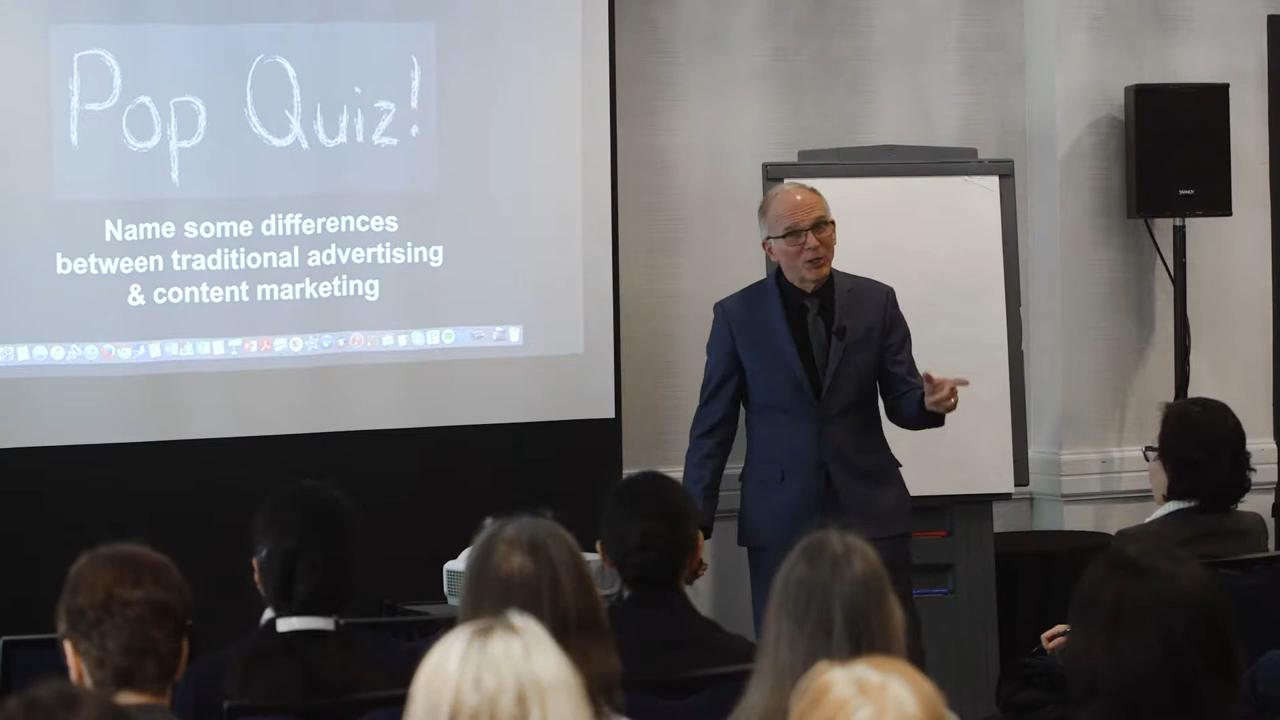 Pop Quiz!
Name some differences
between traditional advertising
& content marketing